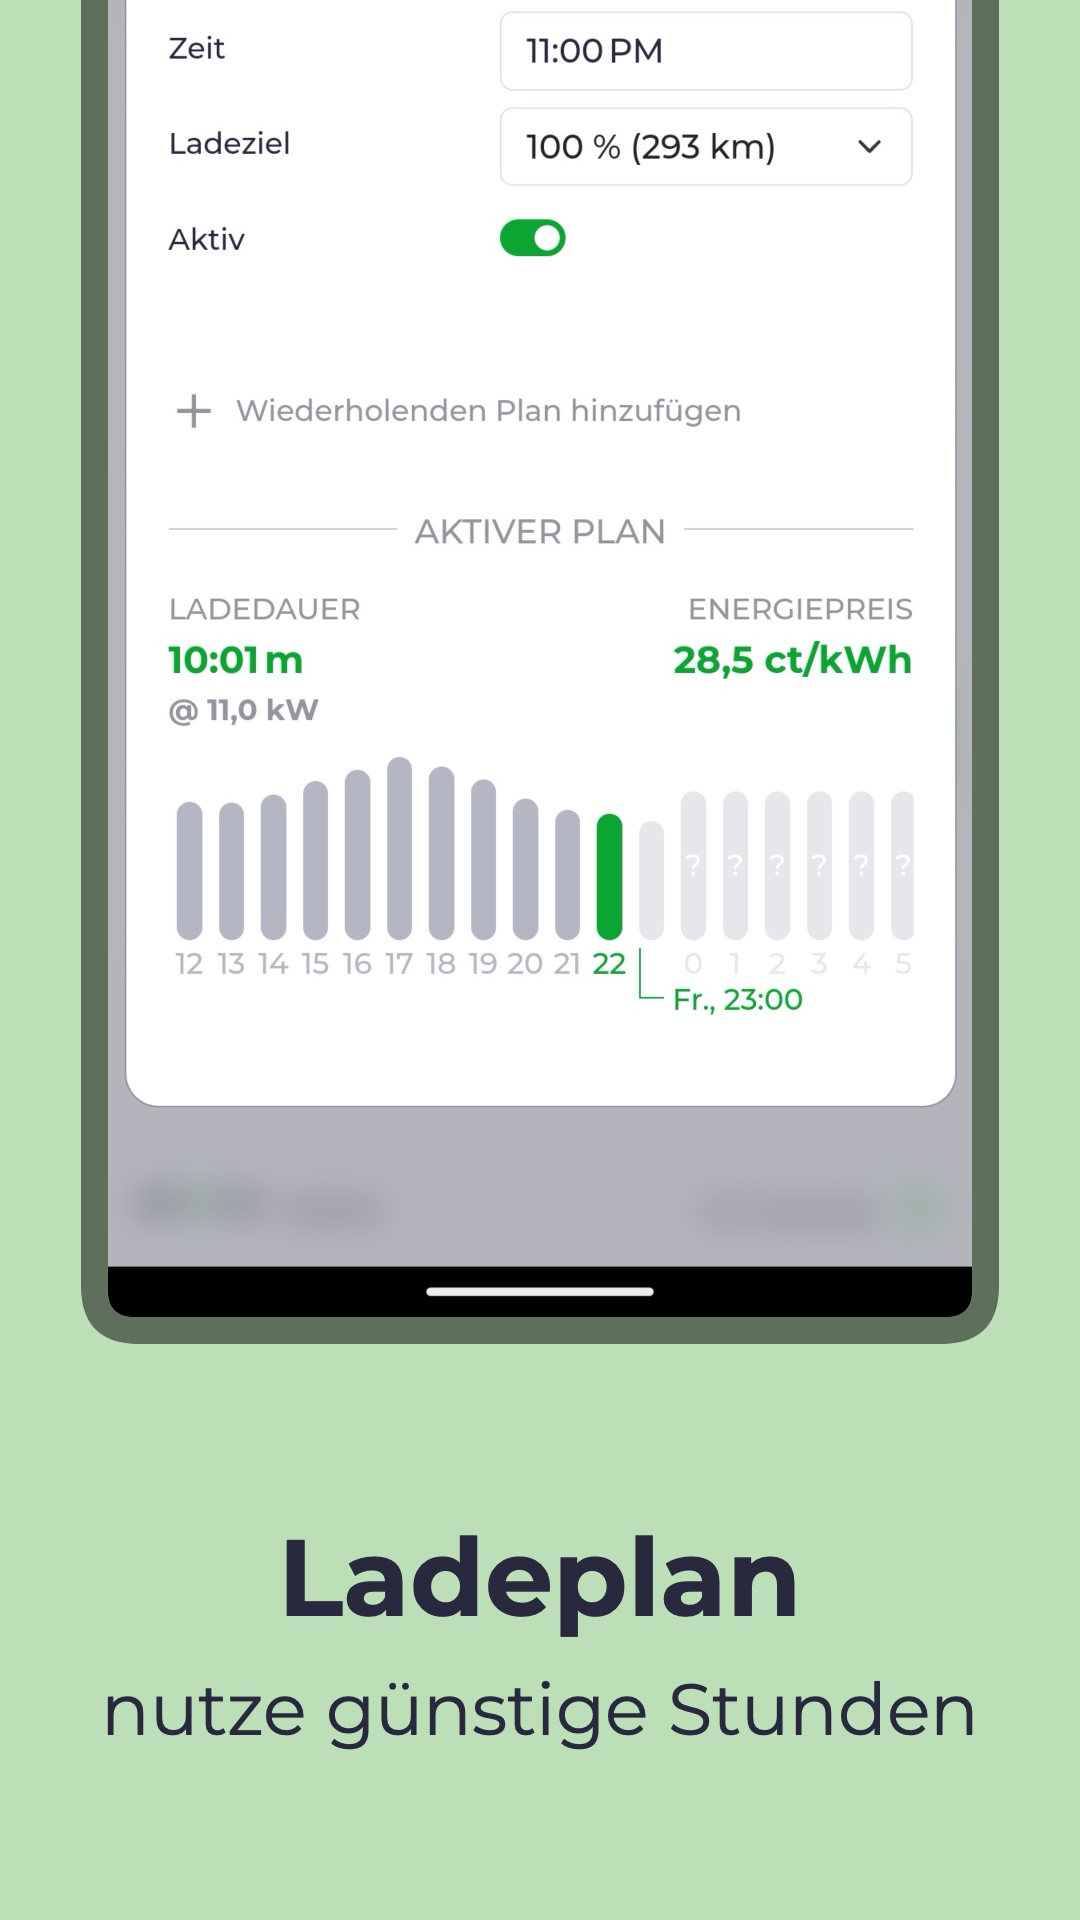 Zeit
11:00 PM
Ladeziel
100 % (293 km)
Aktiv
Wiederholenden Plan hinzufügen
AKTIVER PLAN
LADEDAUER ENERGIEPREIS
10:01 m 28,5 ct/kWh
@ 11,0 kW
? ? ? ? ? ?
12 13 14 15 16 17 18 19 20 21 22 0 1 2 3 4 5
Fr., 23:00
Ladeplan
nutze günstige Stunden